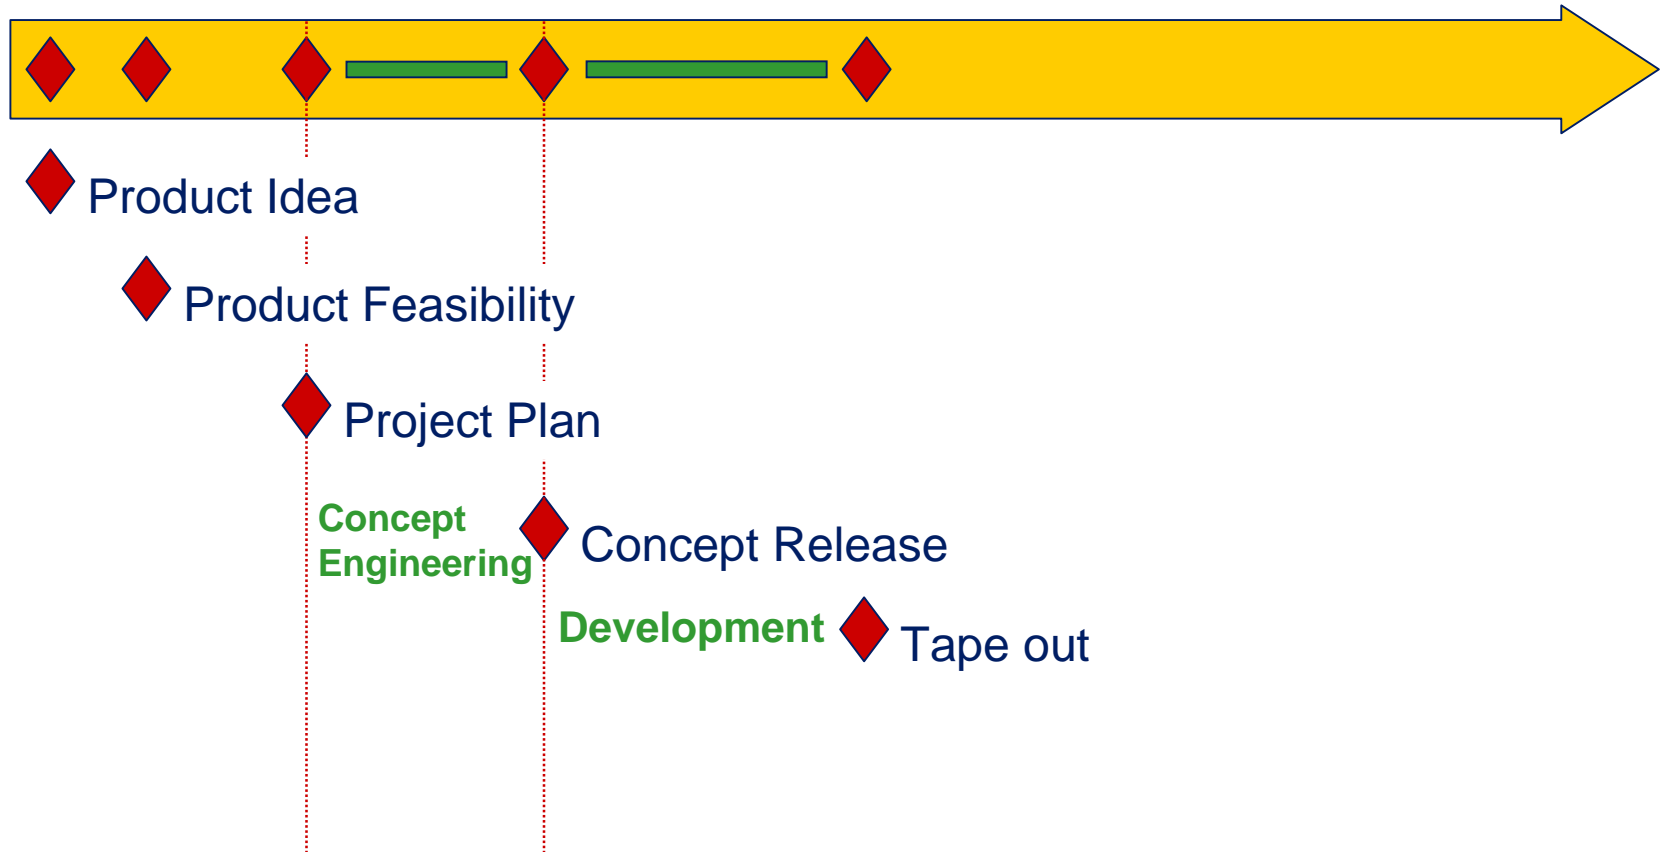 Product Idea
Product Feasibility
Project Plan
Concept
Engineering
Concept Release
Development
Tape out